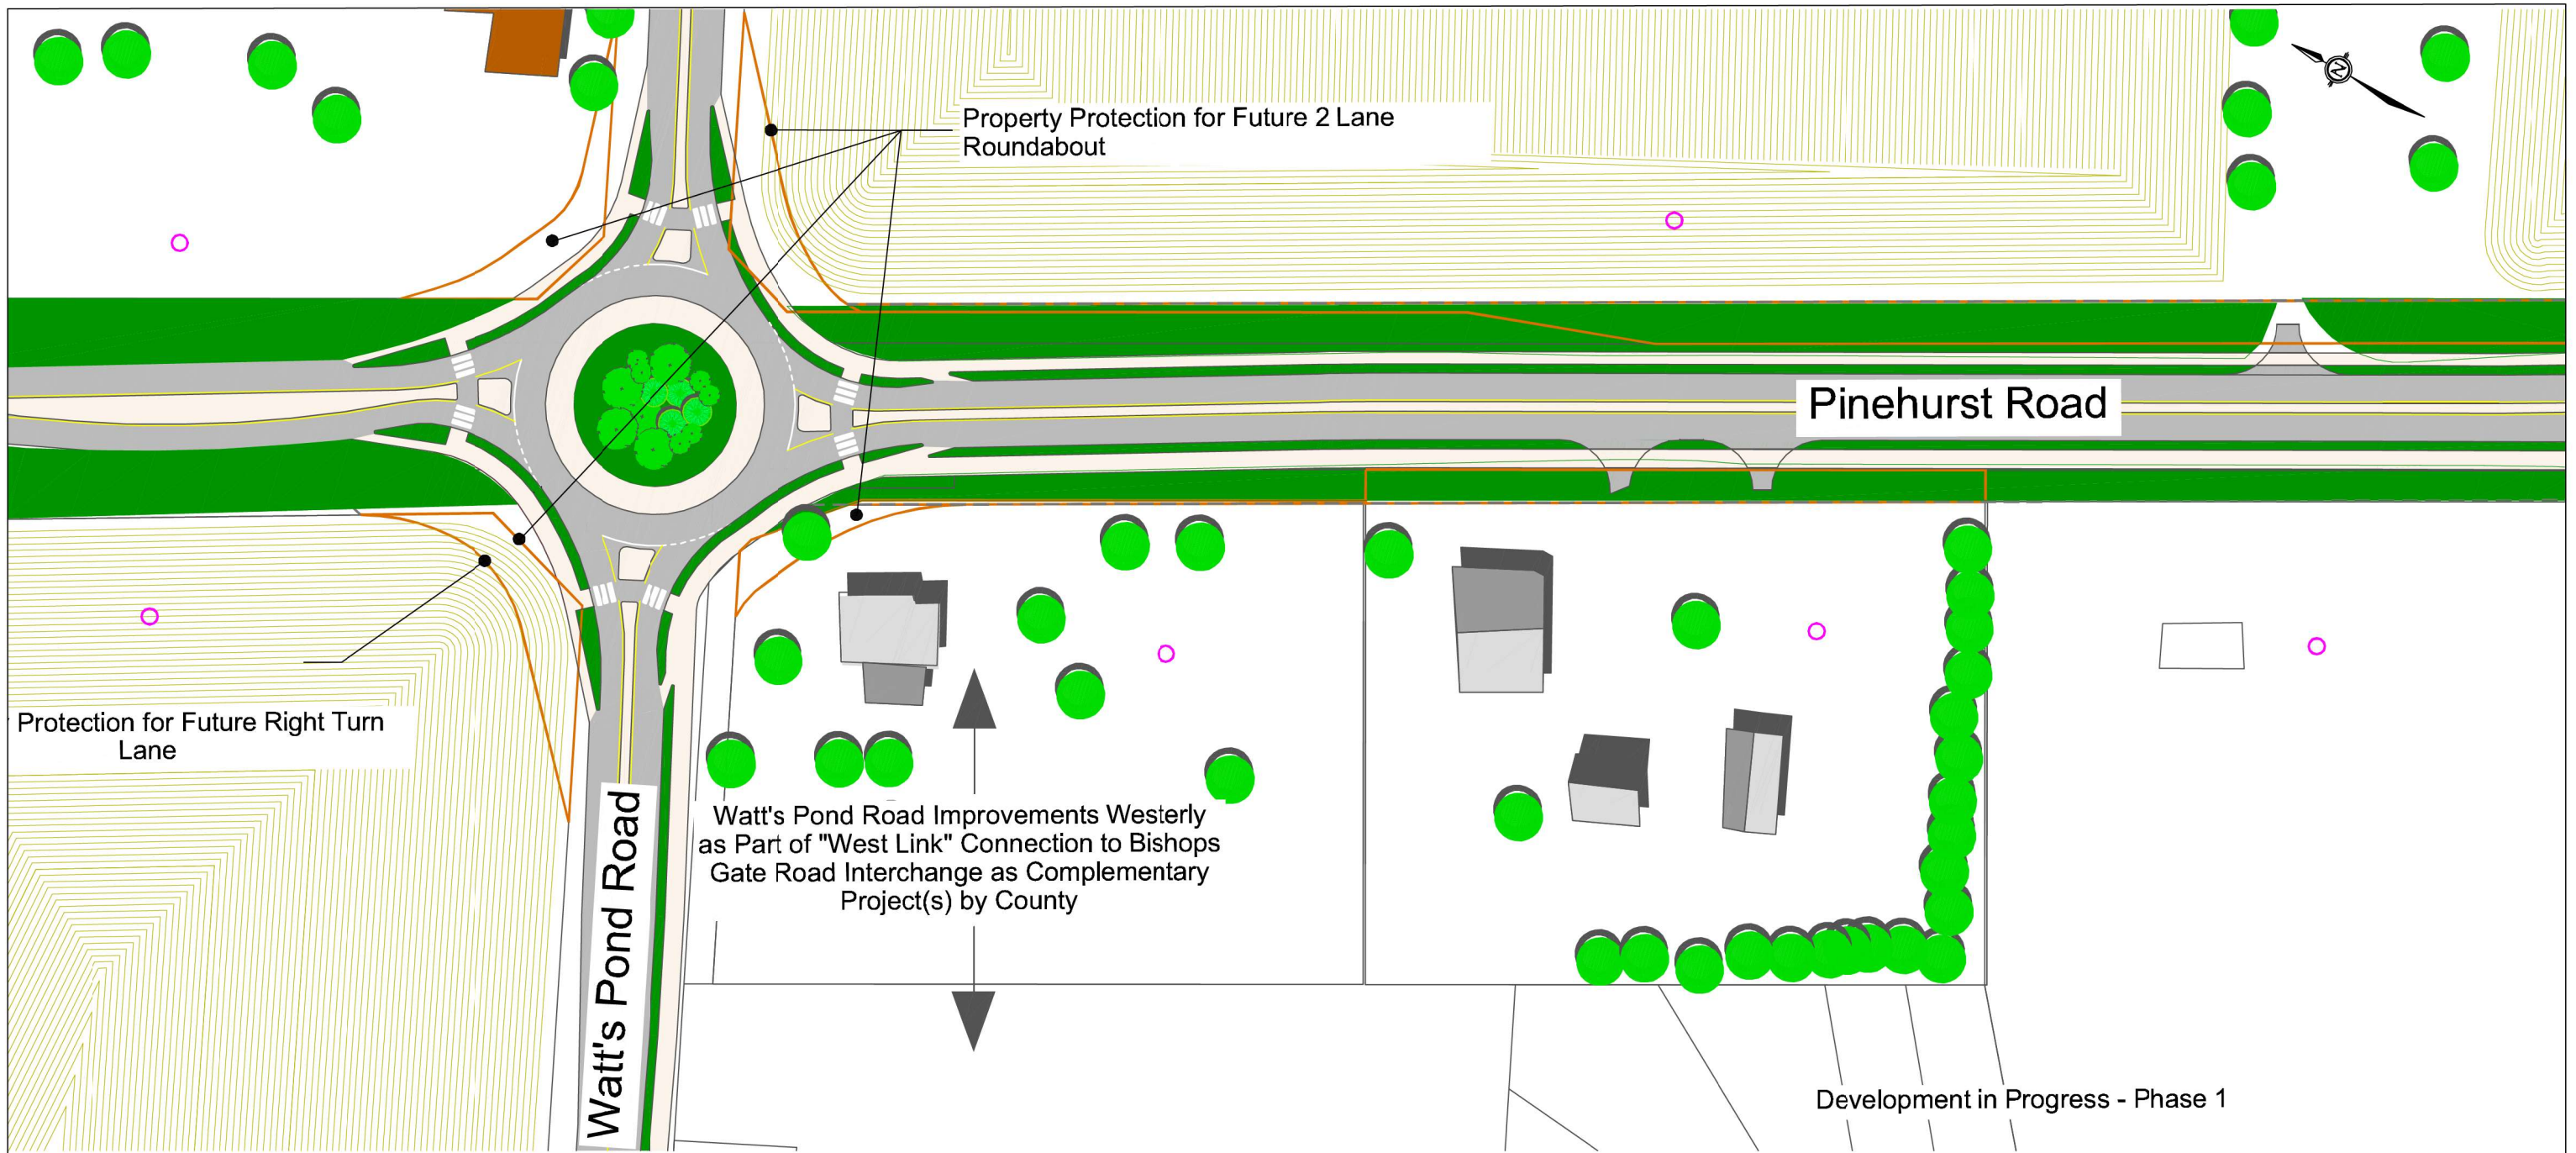 Property Protection for Future 2 Lane
Roundabout
N
Pinehurst Road
Protection for Future Right Turn
Lane
Watt's Pond Road
Watt's Pond Road Improvements Westerly
as Part of "West Link" Connection to Bishops
Gate Road Interchange as Complementary
Project(s) by County
Development in Progress - Phase 1